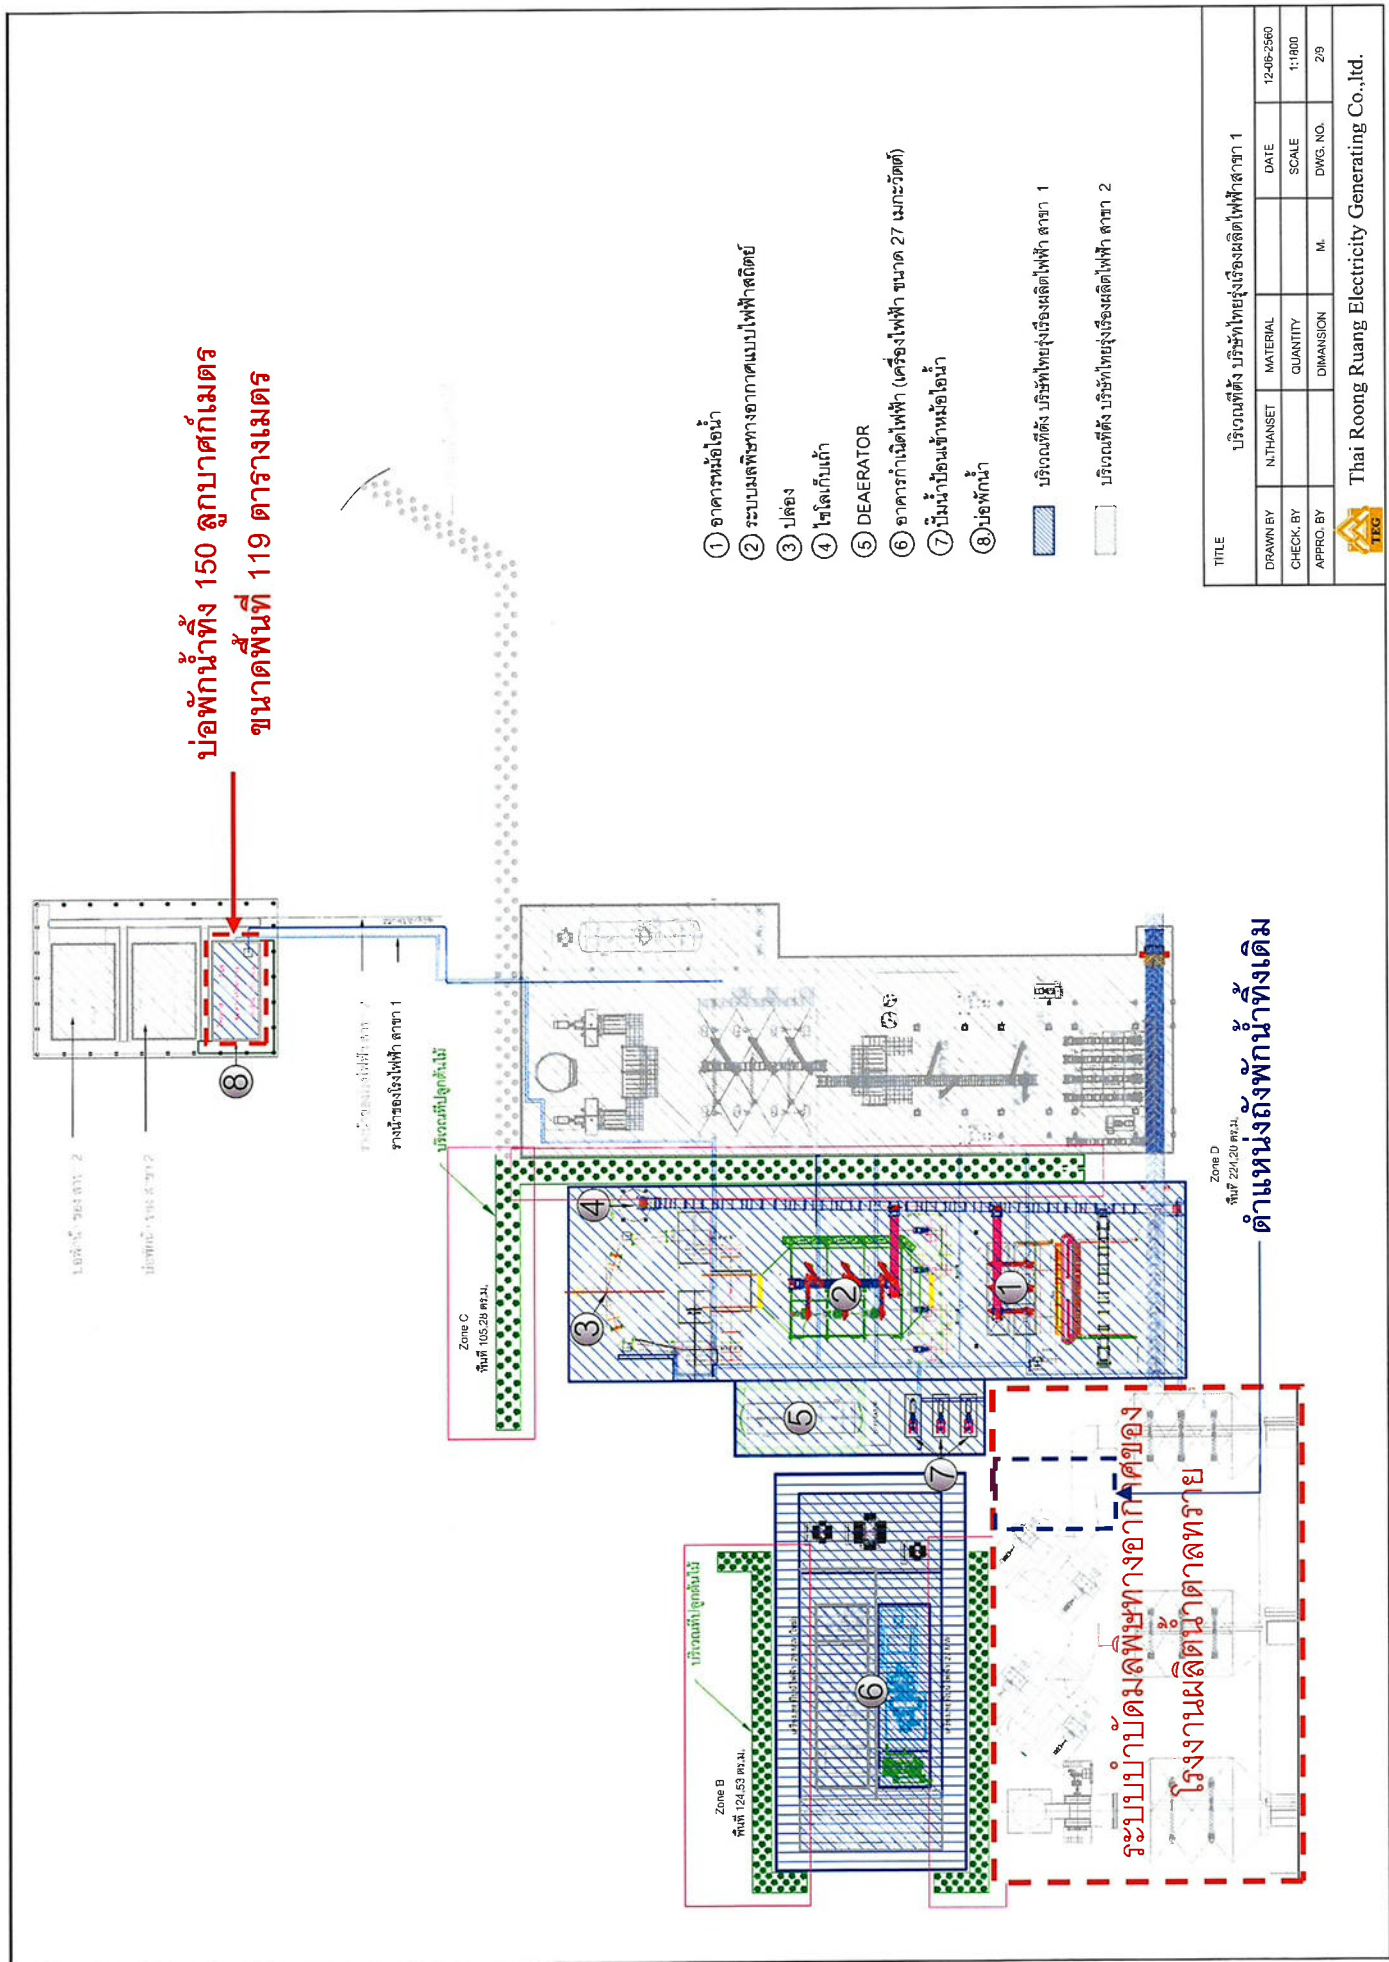 บ่อพักน้ำทิ้ง 150 ลูกบาศก์เมตร
ขนาดพื้นที่ 119 ตารางเมตร
⑧
รางน้ำของโรงไฟฟ้า สาขา 1
บริเวณที่ปลูกต้นไม้
Zone C
พื้นที่ 105.28 ตร.ม.
③
④
②
①
⑤
⑦
⑥
บริเวณที่ปลูกต้นไม้
Zone B
พื้นที่ 124.53 ตร.ม.
Zone D
พื้นที่ 224.20 ตร.ม.
ตำแหน่งถังพักน้ำทิ้งเดิม
ระบบบำบัดมลพิษทางอากาศของ
โรงงานผลิตน้ำตาลทราย
① อาคารหม้อไอน้ำ
② ระบบมลพิษทางอากาศแบบไฟฟ้าสถิตย์
③ ปล่อง
④ ไซโลเก็บเถ้า
⑤ DEAERATOR
⑥ อาคารกำเนิดไฟฟ้า (เครื่องไฟฟ้า ขนาด 27 เมกะวัตต์)
⑦ ปั๊มน้ำป้อนเข้าหม้อไอน้ำ
⑧ บ่อพักน้ำ
บริเวณที่ตั้ง บริษัทไทยรุ่งเรืองผลิตไฟฟ้า สาขา 1
บริเวณที่ตั้ง บริษัทไทยรุ่งเรืองผลิตไฟฟ้า สาขา 2
TITLE
บริเวณที่ตั้ง บริษัทไทยรุ่งเรืองผลิตไฟฟ้าสาขา 1
DRAWN BY N.THANSET MATERIAL DATE 12-06-2560
CHECK. BY QUANTITY SCALE 1:1800
APPRO. BY DIMANSION M. DWG. NO. 2/9
TEG
Thai Roong Ruang Electricity Generating Co.,ltd.